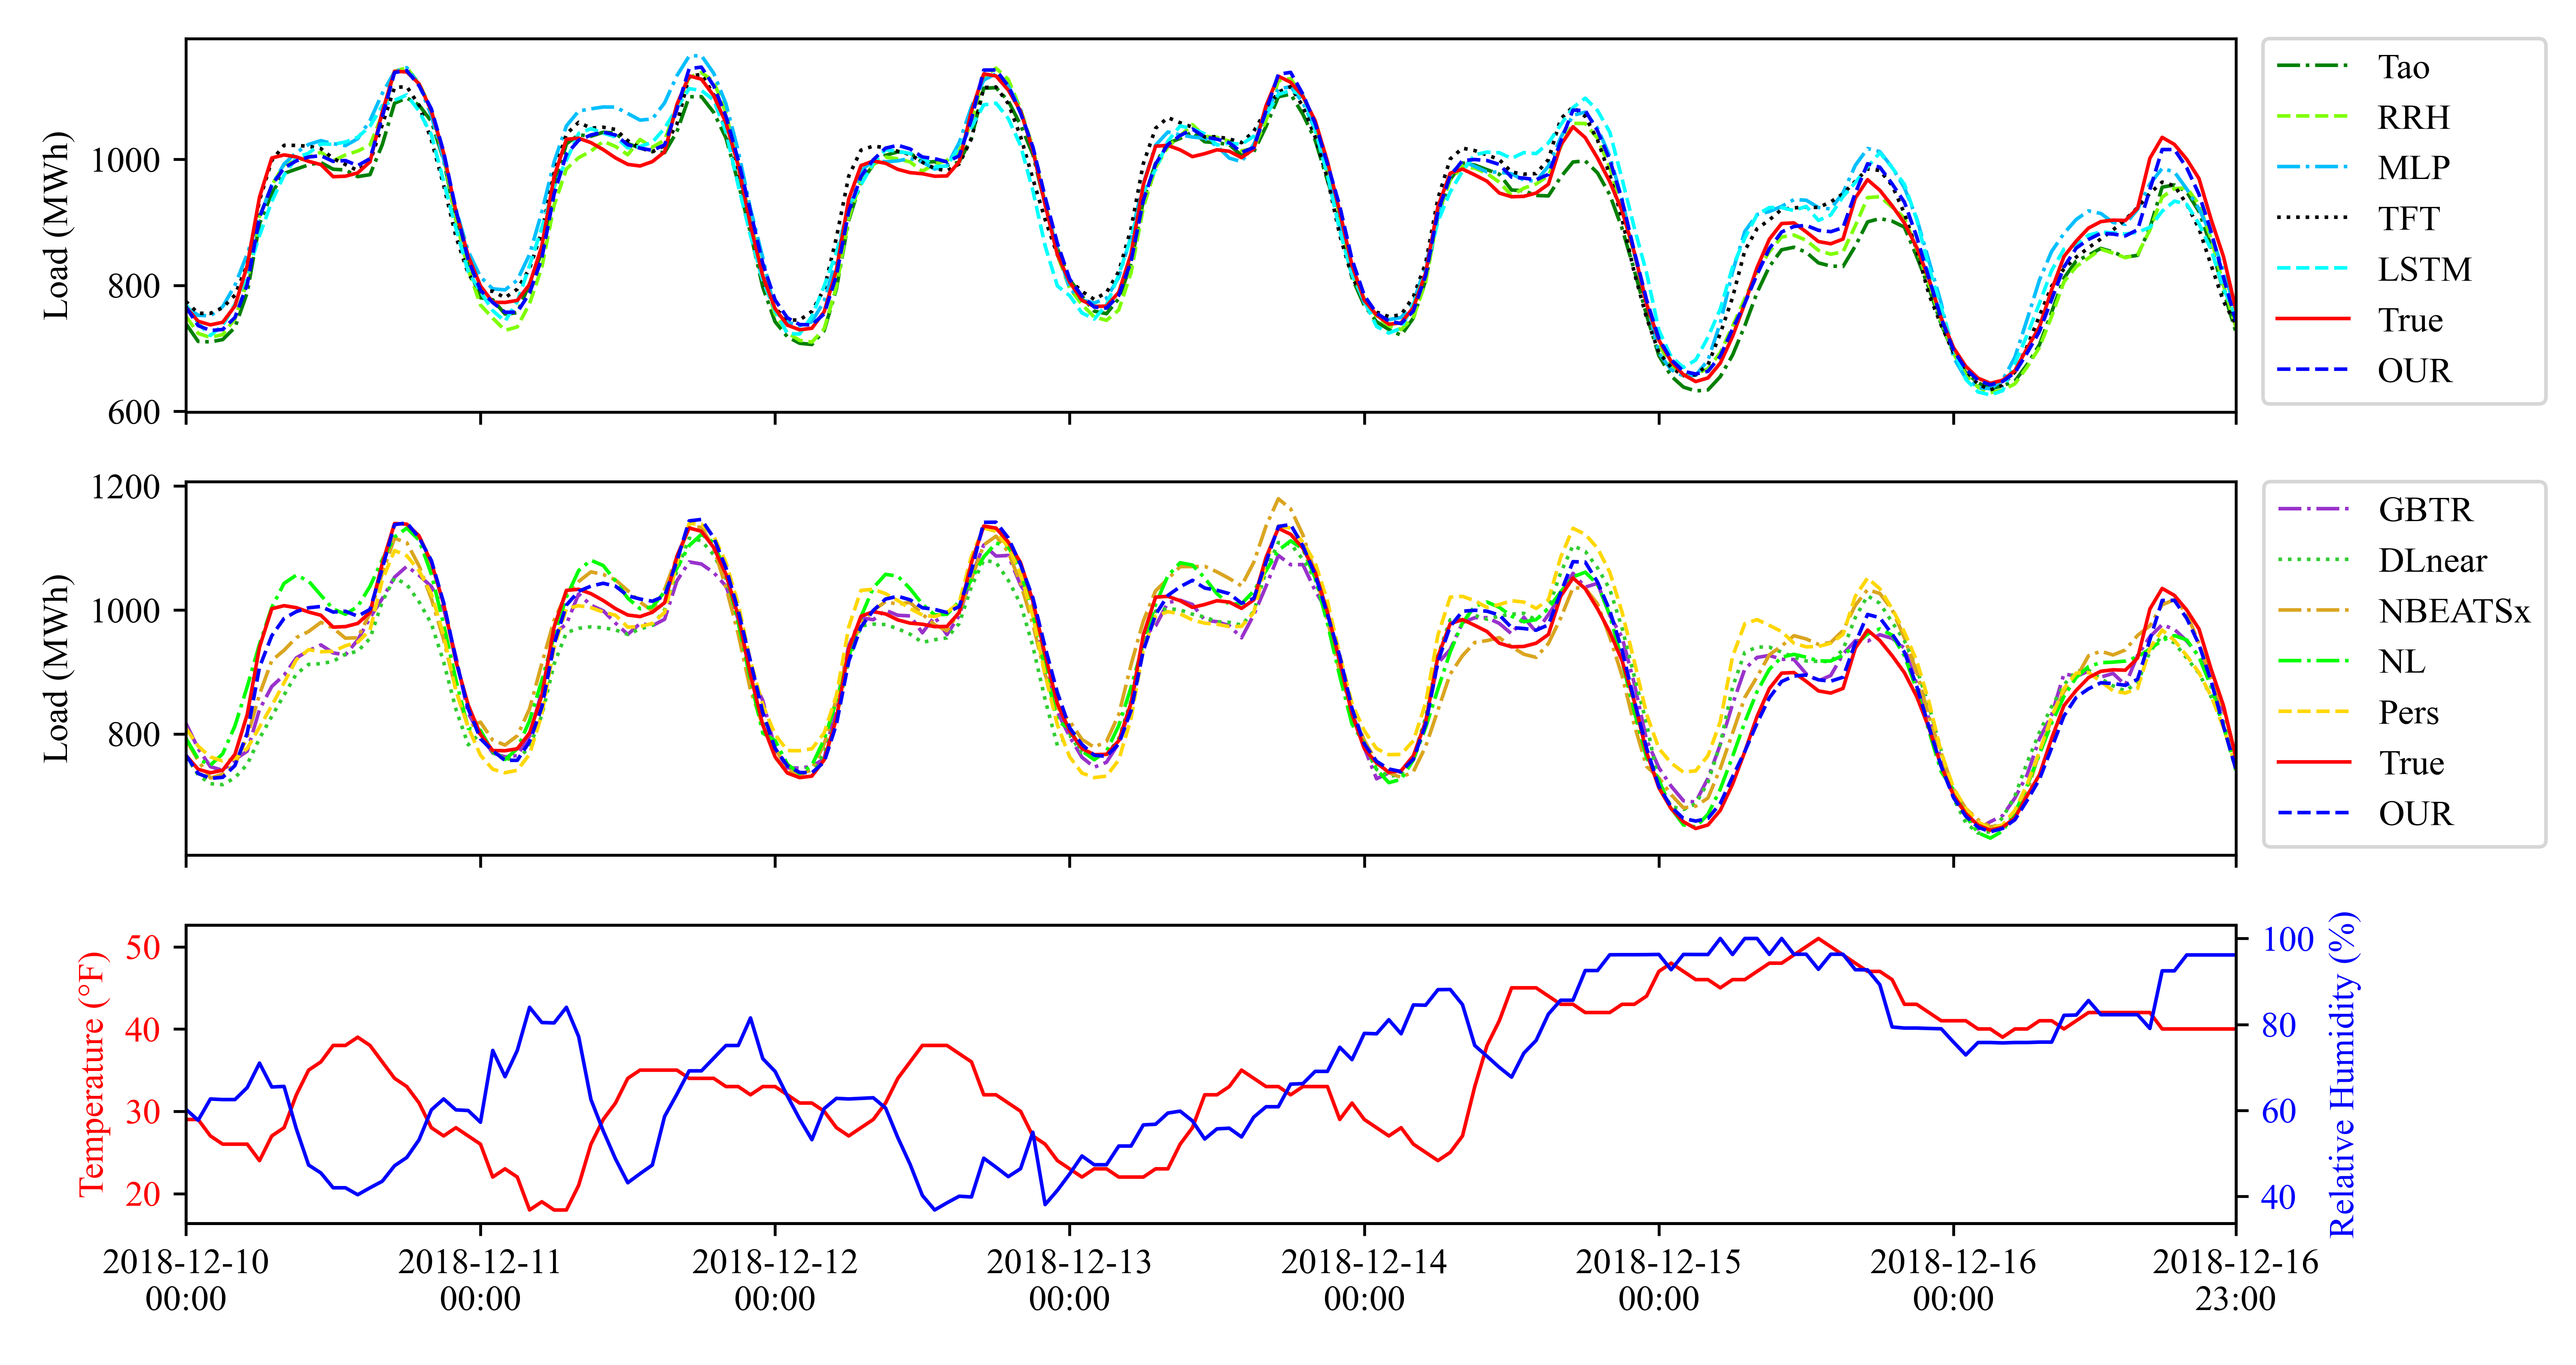 Load (MWh)
1000
800
600
Tao
RRH
MLP
TFT
LSTM
True
OUR
Load (MWh)
1200
1000
800
GBTR
DLnear
NBEATSx
NL
Pers
True
OUR
Temperature (°F)
50
40
30
20
Relative Humidity (%)
100
80
60
40
2018-12-10
00:00
2018-12-11
00:00
2018-12-12
00:00
2018-12-13
00:00
2018-12-14
00:00
2018-12-15
00:00
2018-12-16
00:00
2018-12-16
23:00